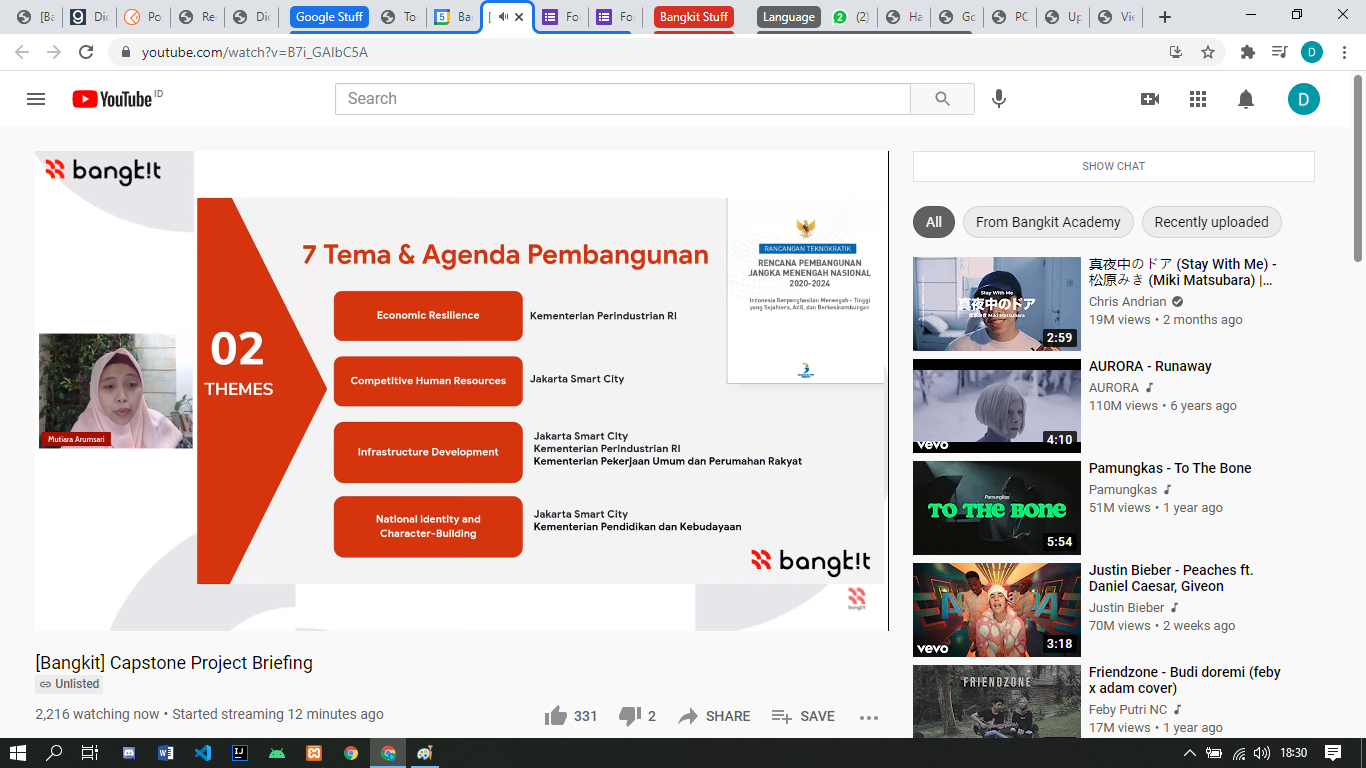 [Ba
Dic
Po
Re
Dic
Google Stuff
To
Ba
[
For
For
Bangkit Stuff
Language
(2)
Ha
Go
PC
Up
Vic
youtube.com/watch?v=B7i_GAlbC5A
D
YouTube ID
Search
D
bangk!t
7 Tema & Agenda Pembangunan
02
THEMES
Economic Resilience
Kementerian Perindustrian RI
Competitive Human Resources
Jakarta Smart City
Infrastructure Development
Jakarta Smart City
Kementerian Perindustrian RI
Kementerian Pekerjaan Umum dan Perumahan Rakyat
National Identity and
Character-Building
Jakarta Smart City
Kementerian Pendidikan dan Kebudayaan
RANCANGAN TEKNOKRATIK
RENCANA PEMBANGUNAN
JANGKA MENENGAH NASIONAL
2020-2024
Indonesia Berpenghasilan Menengah - Tinggi
yang Sejahtera, Adil, dan Berkesinambungan
Mutiara Arumsari
bangk!t
bangk!t
[Bangkit] Capstone Project Briefing
Unlisted
2,216 watching now • Started streaming 12 minutes ago
331
2
SHARE
SAVE
SHOW CHAT
All
From Bangkit Academy
Recently uploaded
Stay With Me
真夜中のドア
松原みき Miki Matsubara
2:59
真夜中のドア (Stay With Me) -
松原みき (Miki Matsubara) |...
Chris Andrian
19M views • 2 months ago
vevo
4:10
AURORA - Runaway
AURORA
110M views • 6 years ago
Pamungkas
TO THE BONE
5:54
Pamungkas - To The Bone
Pamungkas
51M views • 1 year ago
vevo
3:18
Justin Bieber - Peaches ft.
Daniel Caesar, Giveon
Justin Bieber
70M views • 2 weeks ago
FRIENDZONE
Friendzone - Budi doremi (feby
x adam cover)
Feby Putri NC
17M views • 1 year ago
18:30